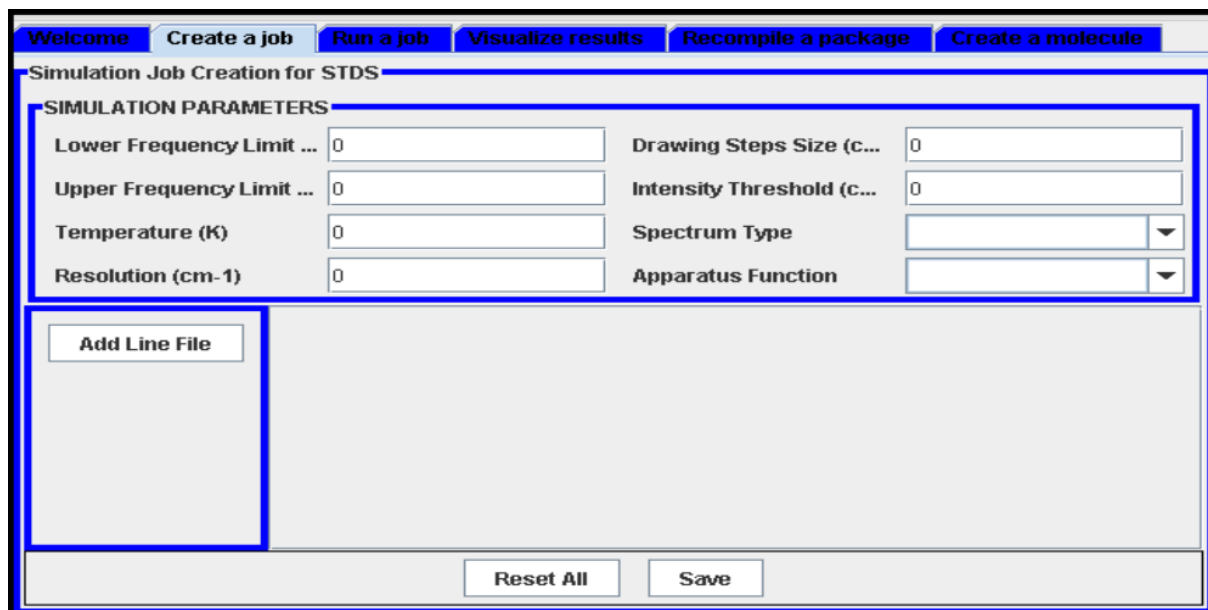 Welcome Create a job Run a job Visualize results Recompile a package Create a molecule
Simulation Job Creation for STDS
SIMULATION PARAMETERS
Lower Frequency Limit ... 0 Drawing Steps Size (c... 0
Upper Frequency Limit ... 0 Intensity Threshold (c... 0
Temperature (K) 0 Spectrum Type
Resolution (cm-1) 0 Apparatus Function
Add Line File
Reset All Save